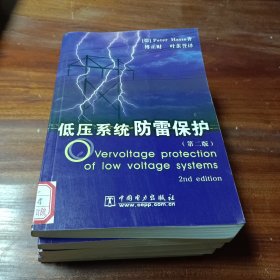 [德] Peter Hasse 著
傅正财 叶蜚誉 译
低压系统防雷保护
(第二版)
Overvoltage protection
of low voltage systems
2nd edition
中国电力出版社
www.cepp.com.cn